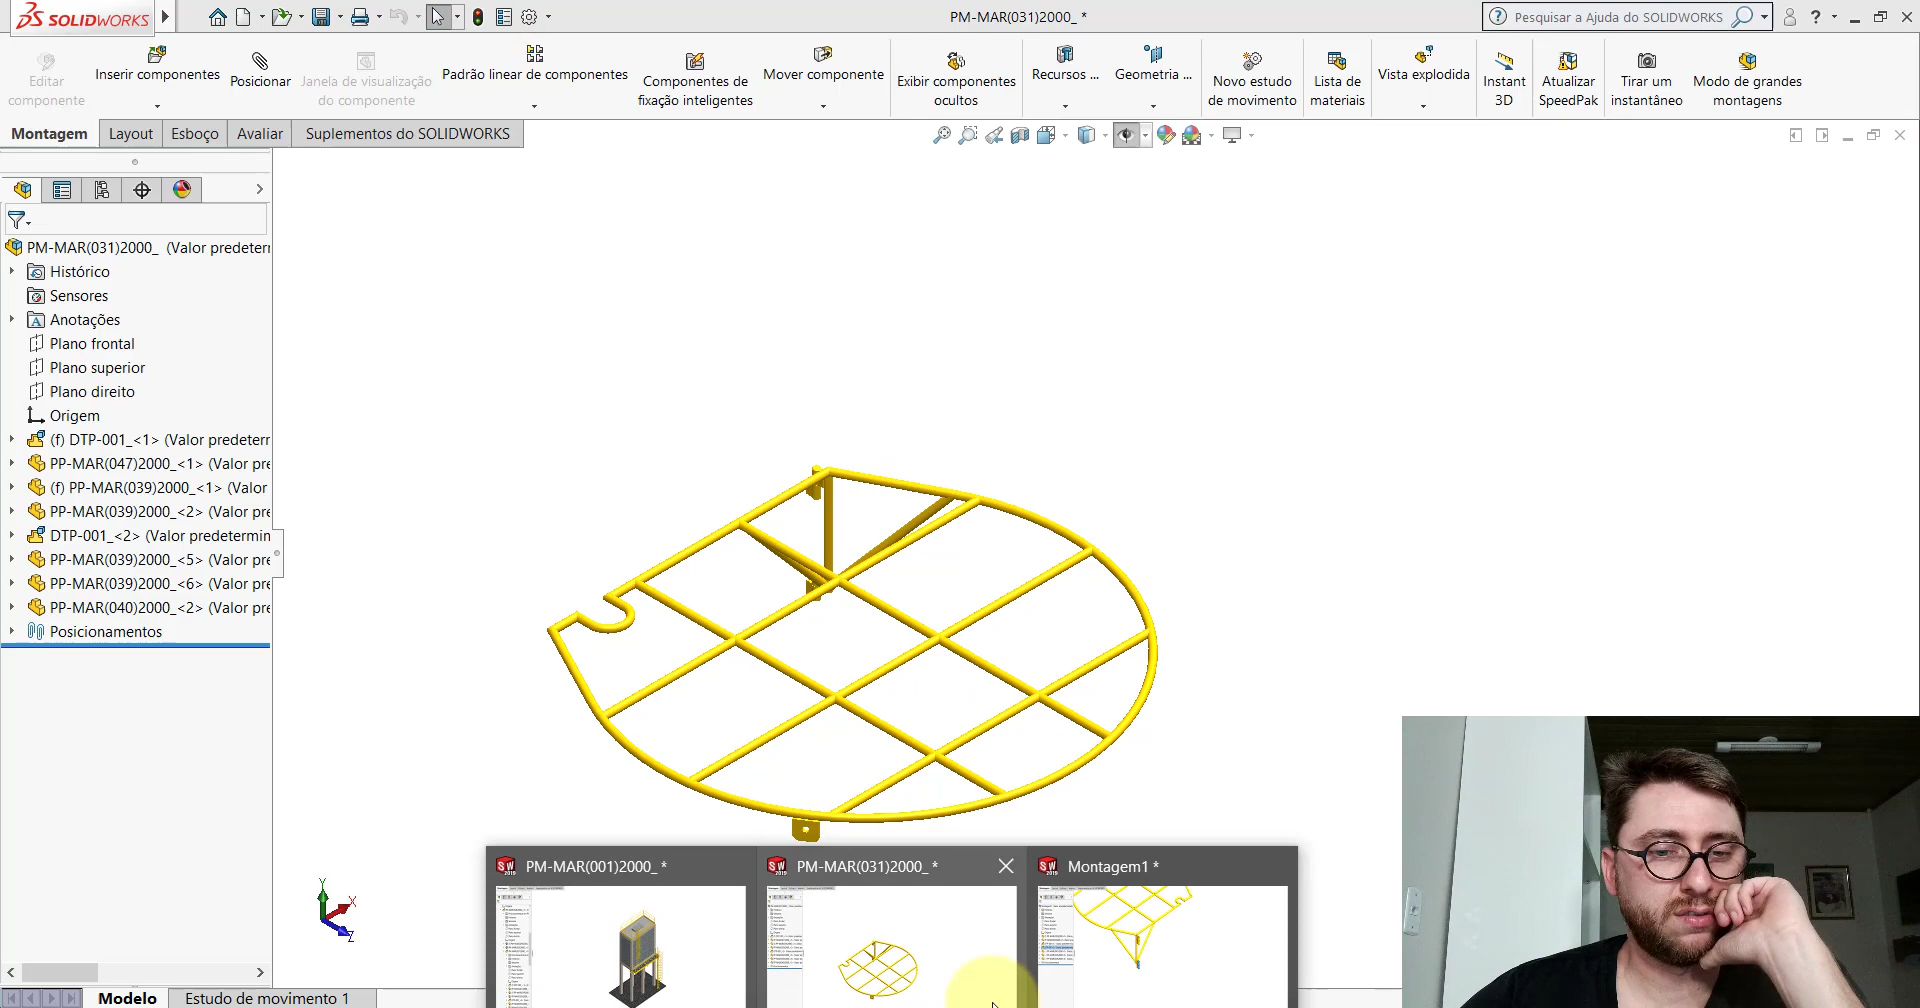 SOLIDWORKS
PM-MAR(031)2000_ *
Pesquisar a Ajuda do SOLIDWORKS
Editar
componente
Inserir componentes
Posicionar
Janela de visualização
do componente
Padrão linear de componentes
Componentes de
fixação inteligentes
Mover componente
Exibir componentes
ocultos
Recursos ...
Geometria ...
Novo estudo
de movimento
Lista de
materiais
Vista explodida
Instant
3D
Atualizar
SpeedPak
Tirar um
instantâneo
Modo de grandes
montagens
Montagem
Layout
Esboço
Avaliar
Suplementos do SOLIDWORKS
PM-MAR(031)2000_ (Valor predeterr
Histórico
Sensores
Anotações
Plano frontal
Plano superior
Plano direito
Origem
(f) DTP-001_<1> (Valor predeterr
PP-MAR(047)2000_<1> (Valor pre
(f) PP-MAR(039)2000_<1> (Valor
PP-MAR(039)2000_<2> (Valor pre
DTP-001_<2> (Valor predetermin
PP-MAR(039)2000_<5> (Valor pre
PP-MAR(039)2000_<6> (Valor pre
PP-MAR(040)2000_<2> (Valor pre
Posicionamentos
Y
X
Z
PM-MAR(001)2000_ *
PM-MAR(031)2000_ *
Montagem1 *
Modelo
Estudo de movimento 1